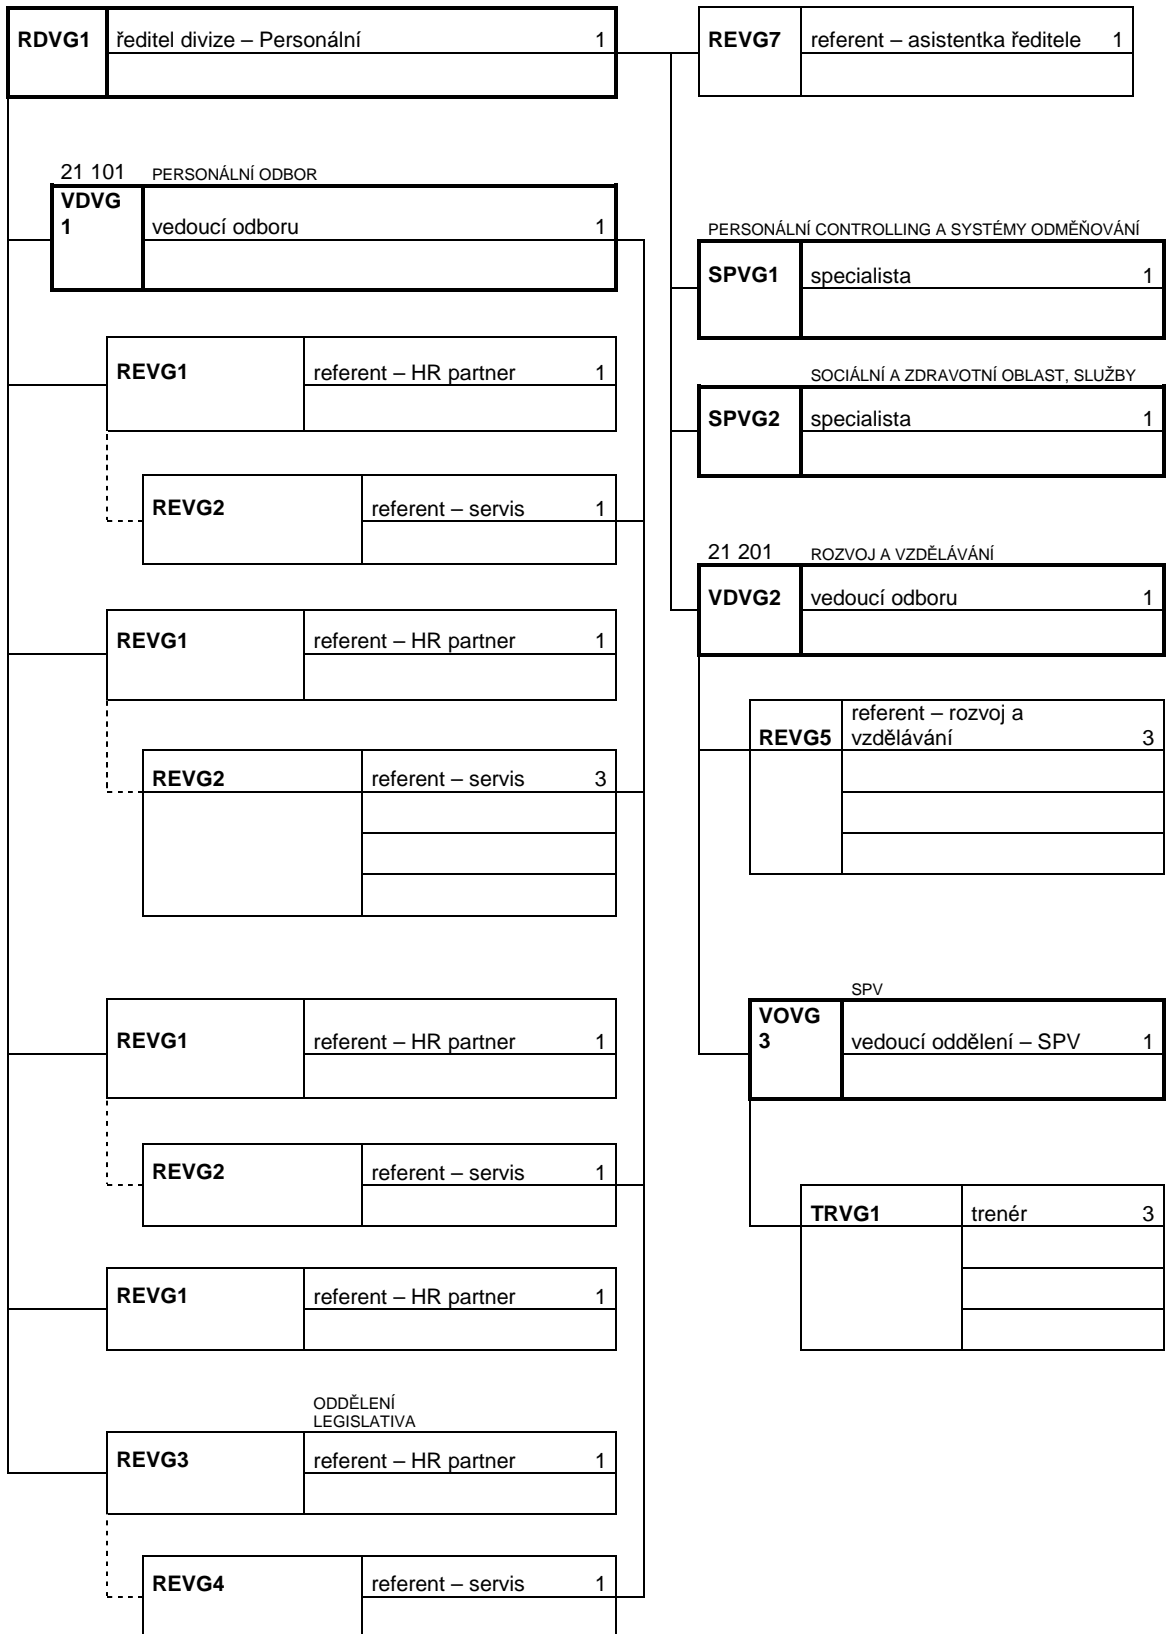 RDVG1 ředitel divize – Personální 1
21 101 PERSONÁLNÍ ODBOR
VDVG
1 vedoucí odboru 1
REVG1 referent – HR partner 1
REVG2 referent – servis 1
REVG1 referent – HR partner 1
REVG2 referent – servis 3
REVG1 referent – HR partner 1
REVG2 referent – servis 1
REVG1 referent – HR partner 1
ODDĚLENÍ
LEGISLATIVA
REVG3 referent – HR partner 1
REVG4 referent – servis 1
REVG7 referent – asistentka ředitele 1
PERSONÁLNÍ CONTROLLING A SYSTÉMY ODMĚŇOVÁNÍ
SPVG1 specialista 1
SOCIÁLNÍ A ZDRAVOTNÍ OBLAST, SLUŽBY
SPVG2 specialista 1
21 201 ROZVOJ A VZDĚLÁVÁNÍ
VDVG2 vedoucí odboru 1
referent – rozvoj a
REVG5 vzdělávání 3
SPV
VOVG
3 vedoucí oddělení – SPV 1
TRVG1 trenér 3